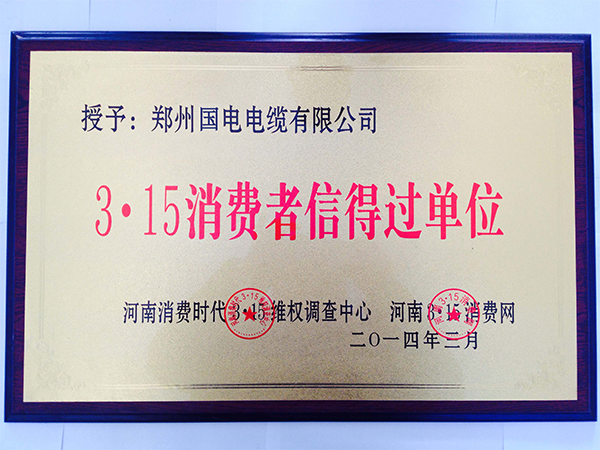 授予：郑州国电电缆有限公司
3·15消费者信得过单位
河南消费时代3·15维权调查中心 河南3·15消费网
二〇一四年三月